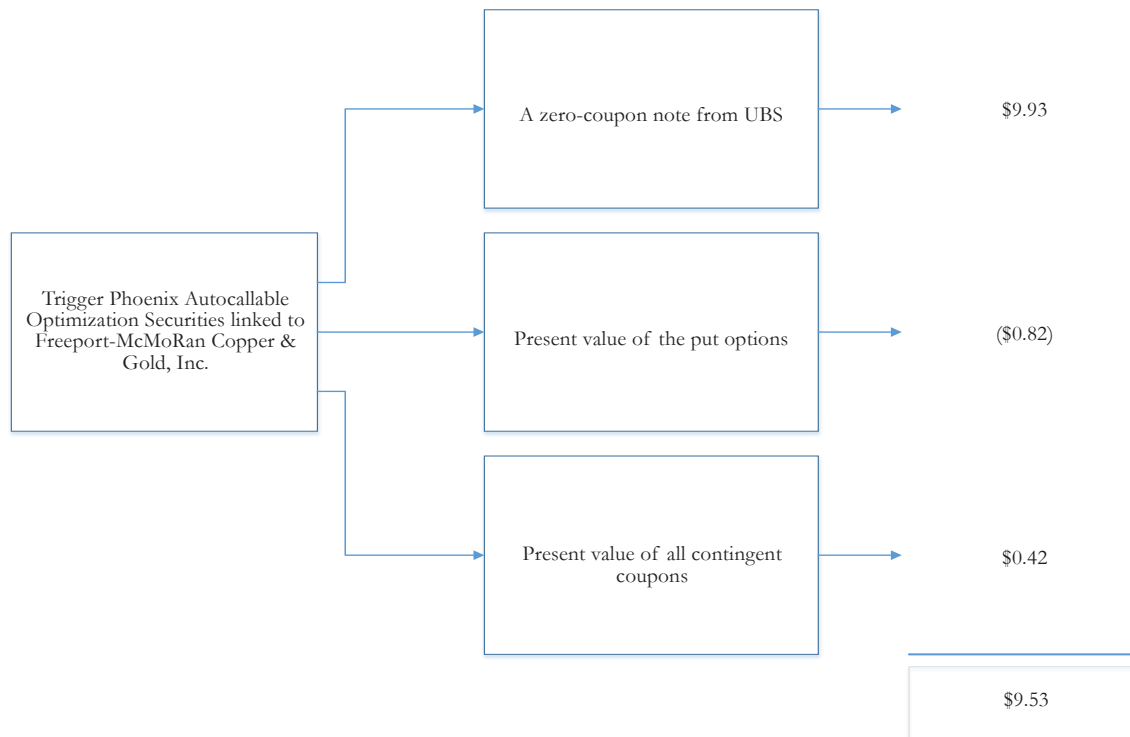 A zero-coupon note from UBS
$9.93
Trigger Phoenix Autocallable
Optimization Securities linked to
Freeport-McMoRan Copper &
Gold, Inc.
Present value of the put options
($0.82)
Present value of all contingent
coupons
$0.42
$9.53